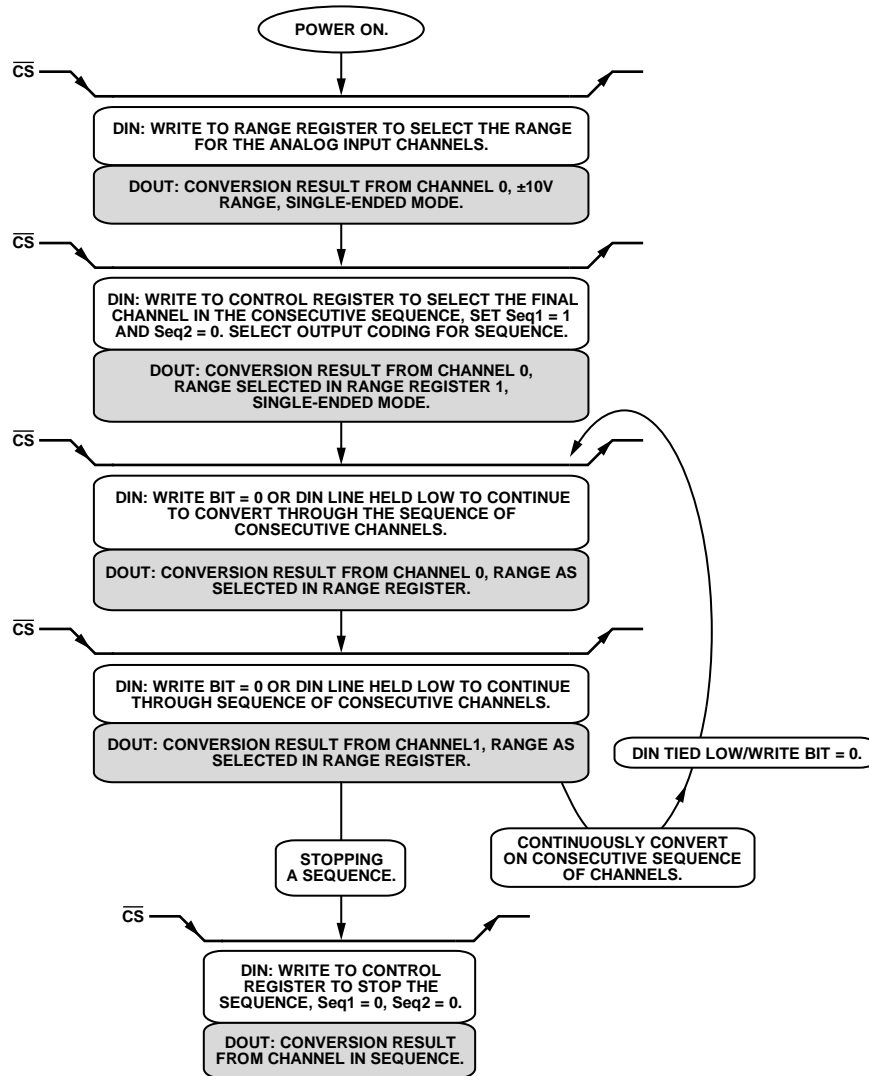 POWER ON.
CS
DIN: WRITE TO RANGE REGISTER TO SELECT THE RANGE
FOR THE ANALOG INPUT CHANNELS.
DOUT: CONVERSION RESULT FROM CHANNEL 0, ±10V
RANGE, SINGLE-ENDED MODE.
CS
DIN: WRITE TO CONTROL REGISTER TO SELECT THE FINAL
CHANNEL IN THE CONSECUTIVE SEQUENCE, SET Seq1 = 1
AND Seq2 = 0. SELECT OUTPUT CODING FOR SEQUENCE.
DOUT: CONVERSION RESULT FROM CHANNEL 0,
RANGE SELECTED IN RANGE REGISTER 1,
SINGLE-ENDED MODE.
CS
DIN: WRITE BIT = 0 OR DIN LINE HELD LOW TO CONTINUE
TO CONVERT THROUGH THE SEQUENCE OF
CONSECUTIVE CHANNELS.
DOUT: CONVERSION RESULT FROM CHANNEL 0, RANGE AS
SELECTED IN RANGE REGISTER.
CS
DIN: WRITE BIT = 0 OR DIN LINE HELD LOW TO CONTINUE
THROUGH SEQUENCE OF CONSECUTIVE CHANNELS.
DOUT: CONVERSION RESULT FROM CHANNEL1, RANGE AS
SELECTED IN RANGE REGISTER.
DIN TIED LOW/WRITE BIT = 0.
CONTINUOUSLY CONVERT
ON CONSECUTIVE SEQUENCE
OF CHANNELS.
STOPPING
A SEQUENCE.
CS
DIN: WRITE TO CONTROL
REGISTER TO STOP THE
SEQUENCE, Seq1 = 0, Seq2 = 0.
DOUT: CONVERSION RESULT
FROM CHANNEL IN SEQUENCE.